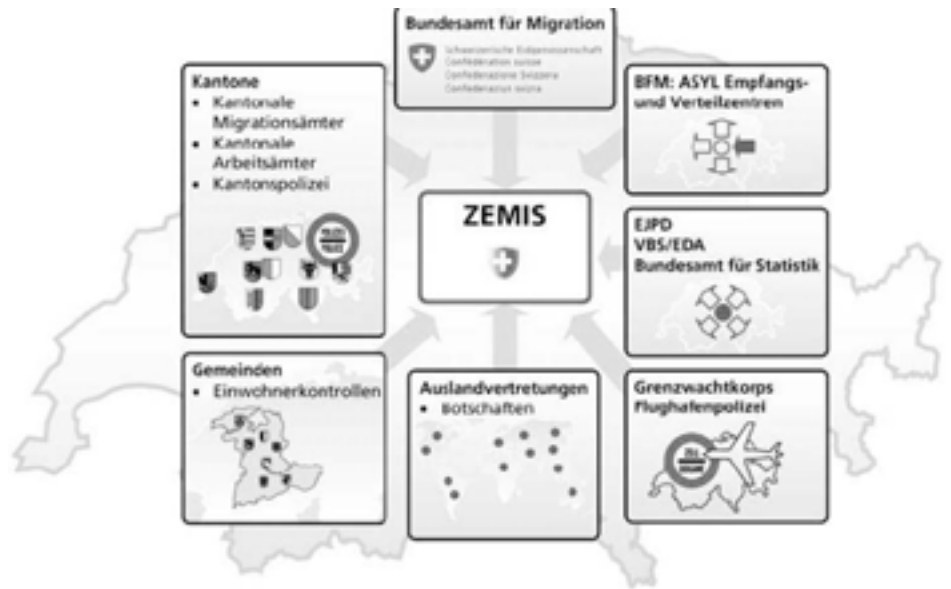 Bundesamt für Migration
Schweizerische Eidgenossenschaft
Confédération suisse
Confederazione Svizzera
Confederaziun svizra
Kantone
• Kantonale
Migrationsämter
• Kantonale
Arbeitsämter
• Kantonspolizei
BFM: ASYL Empfangs-
und Verteilzentren
ZEMIS
EJPD
VBS/EDA
Bundesamt für Statistik
Gemeinden
• Einwohnerkontrollen
Auslandvertretungen
• Botschaften
Grenzwachtkorps
Flughafenpolizei